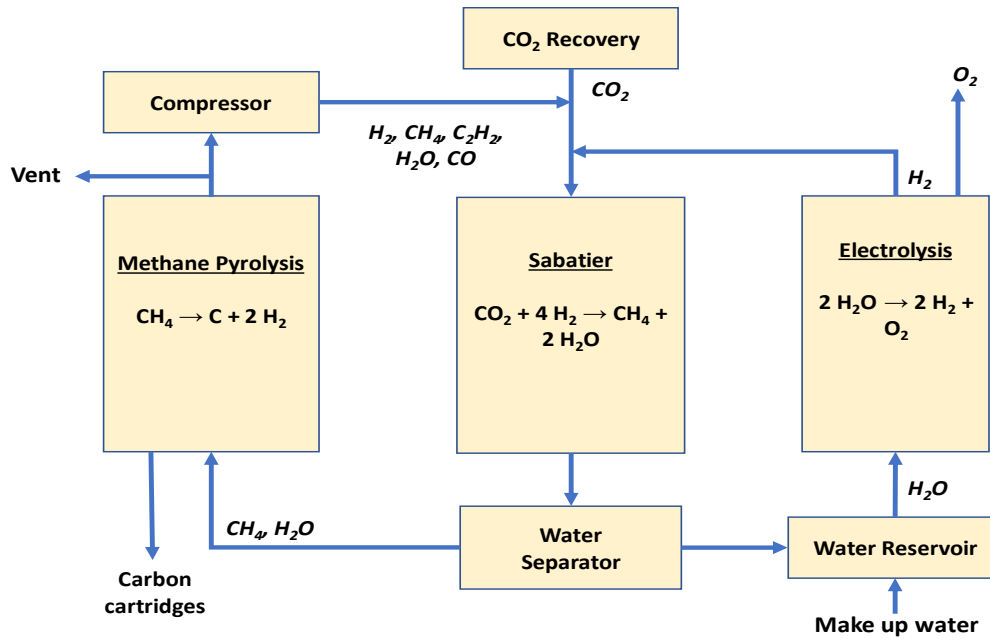 CO₂ Recovery
CO₂
O₂
Compressor
H₂, CH₄, C₂H₂,
H₂O, CO
Vent
H₂
Methane Pyrolysis
CH₄ → C + 2 H₂
Sabatier
CO₂ + 4 H₂ → CH₄ +
2 H₂O
Electrolysis
2 H₂O → 2 H₂ +
O₂
H₂O
CH₄, H₂O
Water
Separator
Water Reservoir
Carbon
cartridges
Make up water